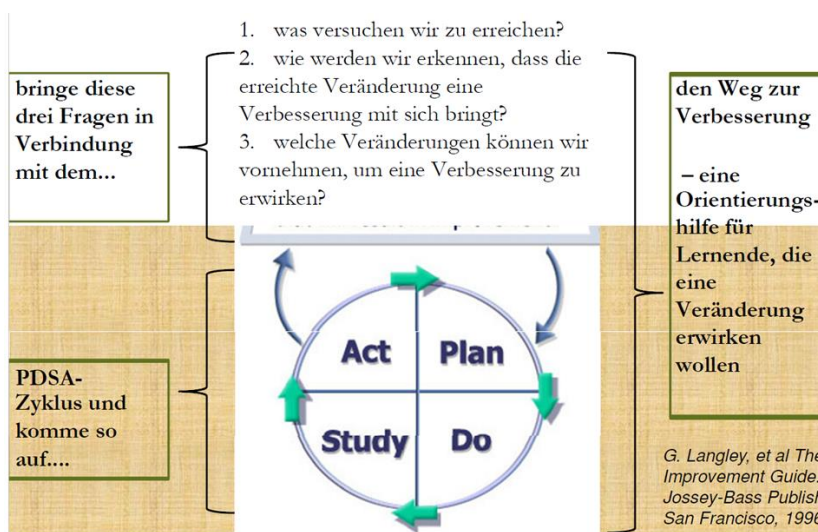 1. was versuchen wir zu erreichen?
2. wie werden wir erkennen, dass die
erreichte Veränderung eine
Verbesserung mit sich bringt?
3. welche Veränderungen können wir
vornehmen, um eine Verbesserung zu
erwirken?
bringe diese
drei Fragen in
Verbindung
mit dem...
den Weg zur
Verbesserung
– eine
Orientierungs-
hilfe für
Lernende, die
eine
Veränderung
erwirken
wollen
Act
Plan
Study
Do
PDSA-
Zyklus und
komme so
auf....
G. Langley, et al The
Improvement Guide.
Jossey-Bass Publish
San Francisco, 1996